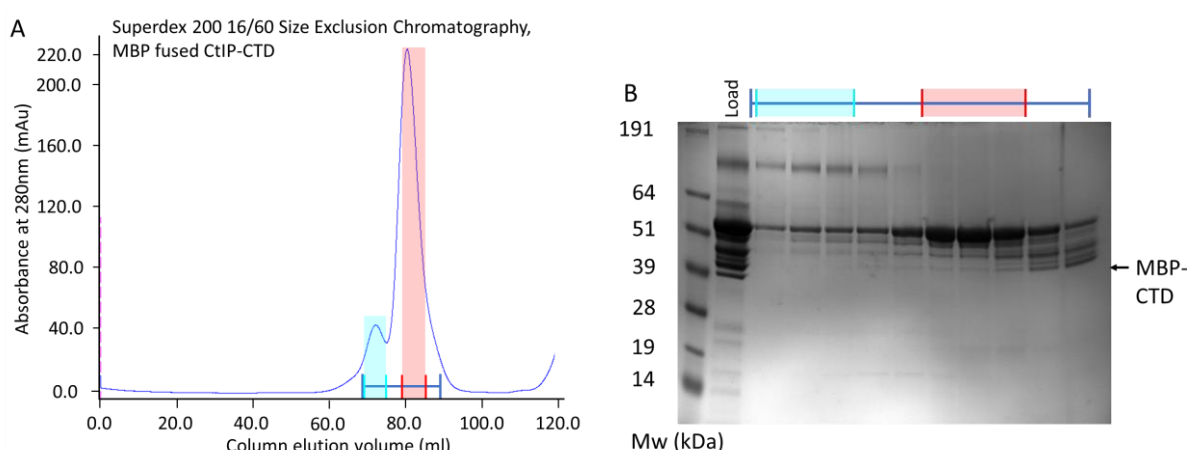 A
Superdex 200 16/60 Size Exclusion Chromatography,
MBP fused CtIP-CTD
Absorbance at 280nm (mAu)
220.0
200.0
160.0
120.0
80.0
40.0
0.0
0.0
20.0
40.0
60.0
80.0
100.0
120.0
Column elution volume (ml)
B
Load
191
64
51
39
28
19
14
Mw (kDa)
MBP-
CTD